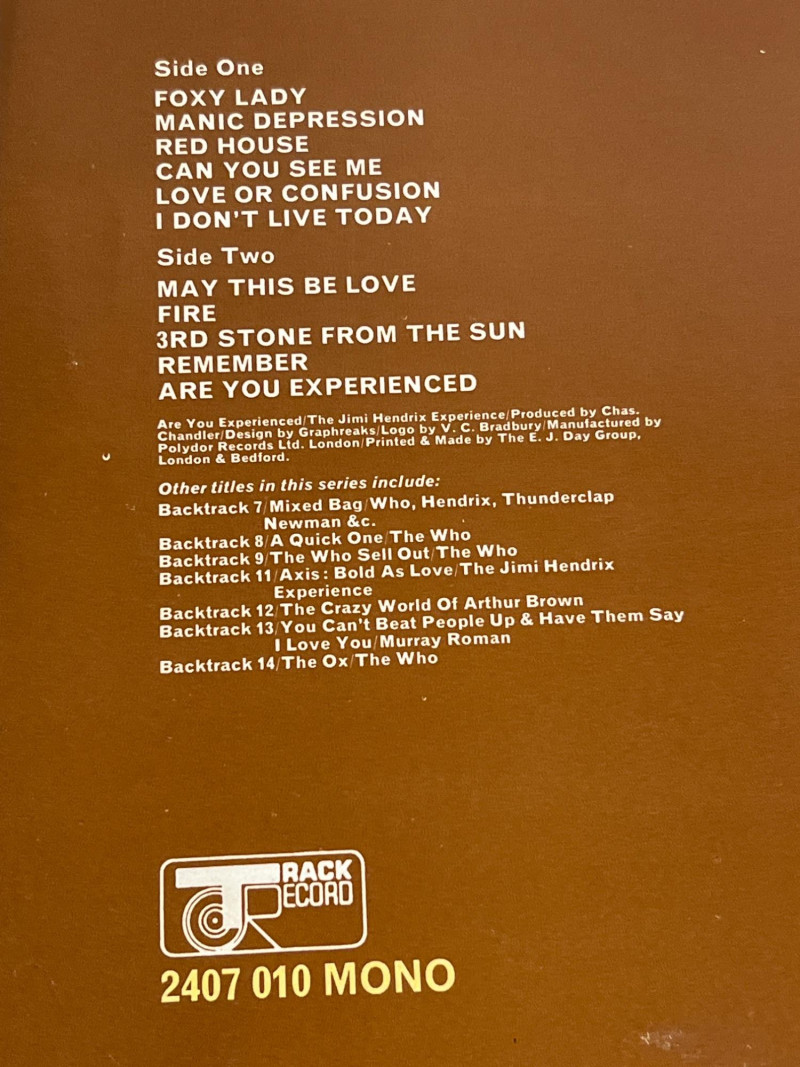 Side One
FOXY LADY
MANIC DEPRESSION
RED HOUSE
CAN YOU SEE ME
LOVE OR CONFUSION
I DON'T LIVE TODAY
Side Two
MAY THIS BE LOVE
FIRE
3RD STONE FROM THE SUN
REMEMBER
ARE YOU EXPERIENCED
Are You Experienced/The Jimi Hendrix Experience/Produced by Chas.
Chandler/Design by Graphreaks/Logo by V. C. Bradbury/Manufactured by
Polydor Records Ltd. London/Printed & Made by The E. J. Day Group,
London & Bedford.
Other titles in this series include:
Backtrack 7/Mixed Bag/Who, Hendrix, Thunderclap
Newman &c.
Backtrack 8/A Quick One/The Who
Backtrack 9/The Who Sell Out/The Who
Backtrack 11/Axis: Bold As Love/The Jimi Hendrix
Experience
Backtrack 12/The Crazy World Of Arthur Brown
Backtrack 13/You Can't Beat People Up & Have Them Say
I Love You/Murray Roman
Backtrack 14/The Ox/The Who
TRACK
RECORD
2407 010 MONO